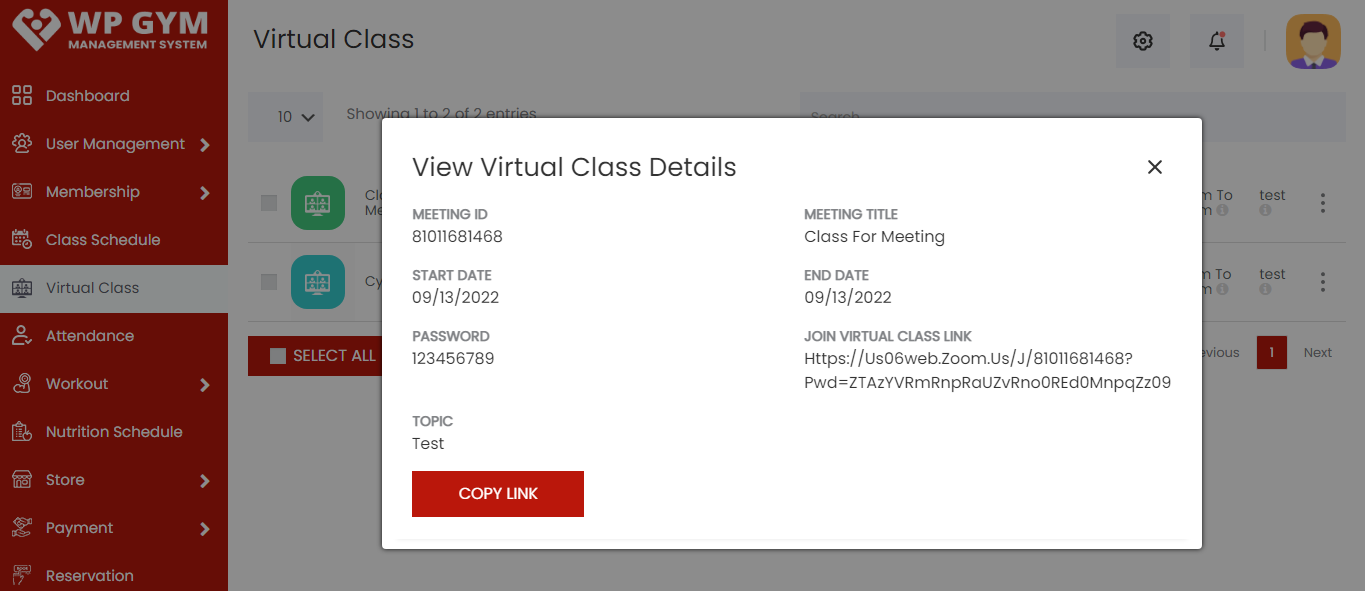 WP GYM
MANAGEMENT SYSTEM
Virtual Class
Dashboard
User Management
Membership
Class Schedule
Virtual Class
Attendance
Workout
Nutrition Schedule
Store
Payment
Reservation
10
Showing 1 to 2 of 2 entries
Search
View Virtual Class Details
MEETING ID
81011681468
MEETING TITLE
Class For Meeting
START DATE
09/13/2022
END DATE
09/13/2022
PASSWORD
123456789
JOIN VIRTUAL CLASS LINK
Https://Us06web.Zoom.Us/J/81011681468?
Pwd=ZTAzYVRmRnpRaUZvRno0REd0MnpqZz09
TOPIC
Test
COPY LINK
m To
m
test
Cy
m To
m
test
SELECT ALL
evious
1
Next